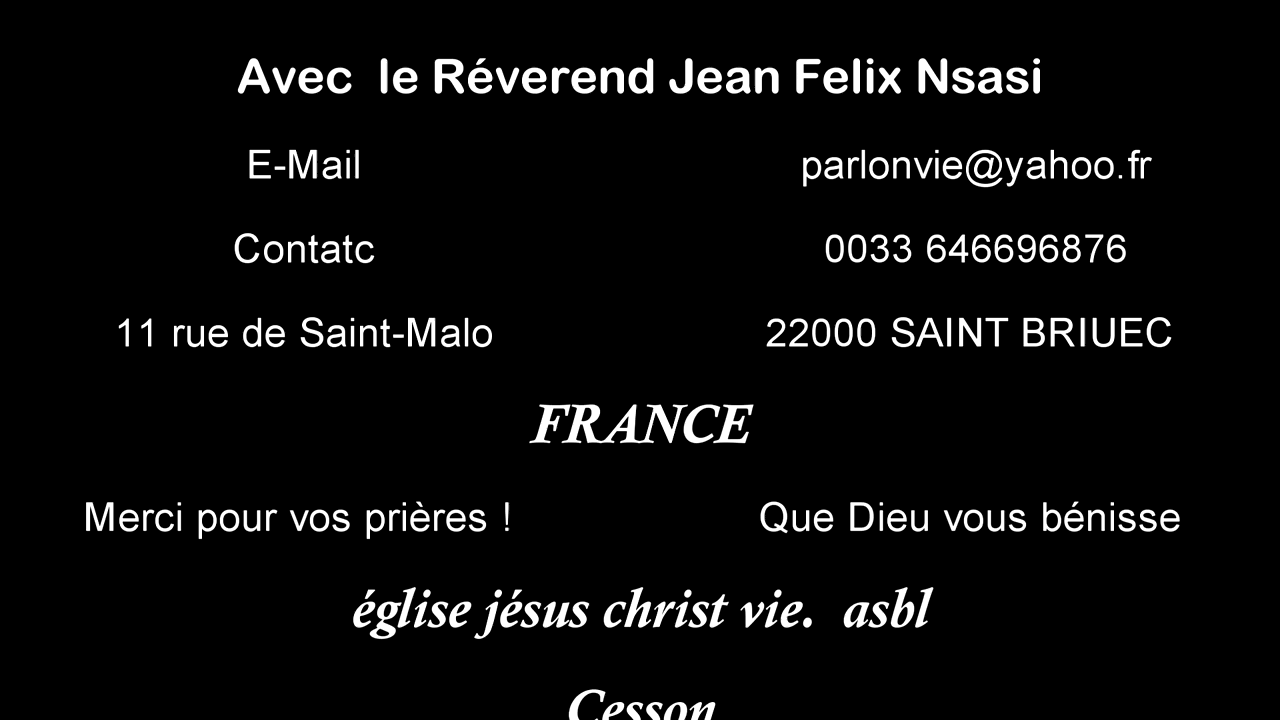 Avec le Réverend Jean Felix Nsasi
E-Mail parlonvie@yahoo.fr
Contatc 0033 646696876
11 rue de Saint-Malo 22000 SAINT BRIUEC
FRANCE
Merci pour vos prières ! Que Dieu vous bénisse
église jésus christ vie. asbl
Cesson